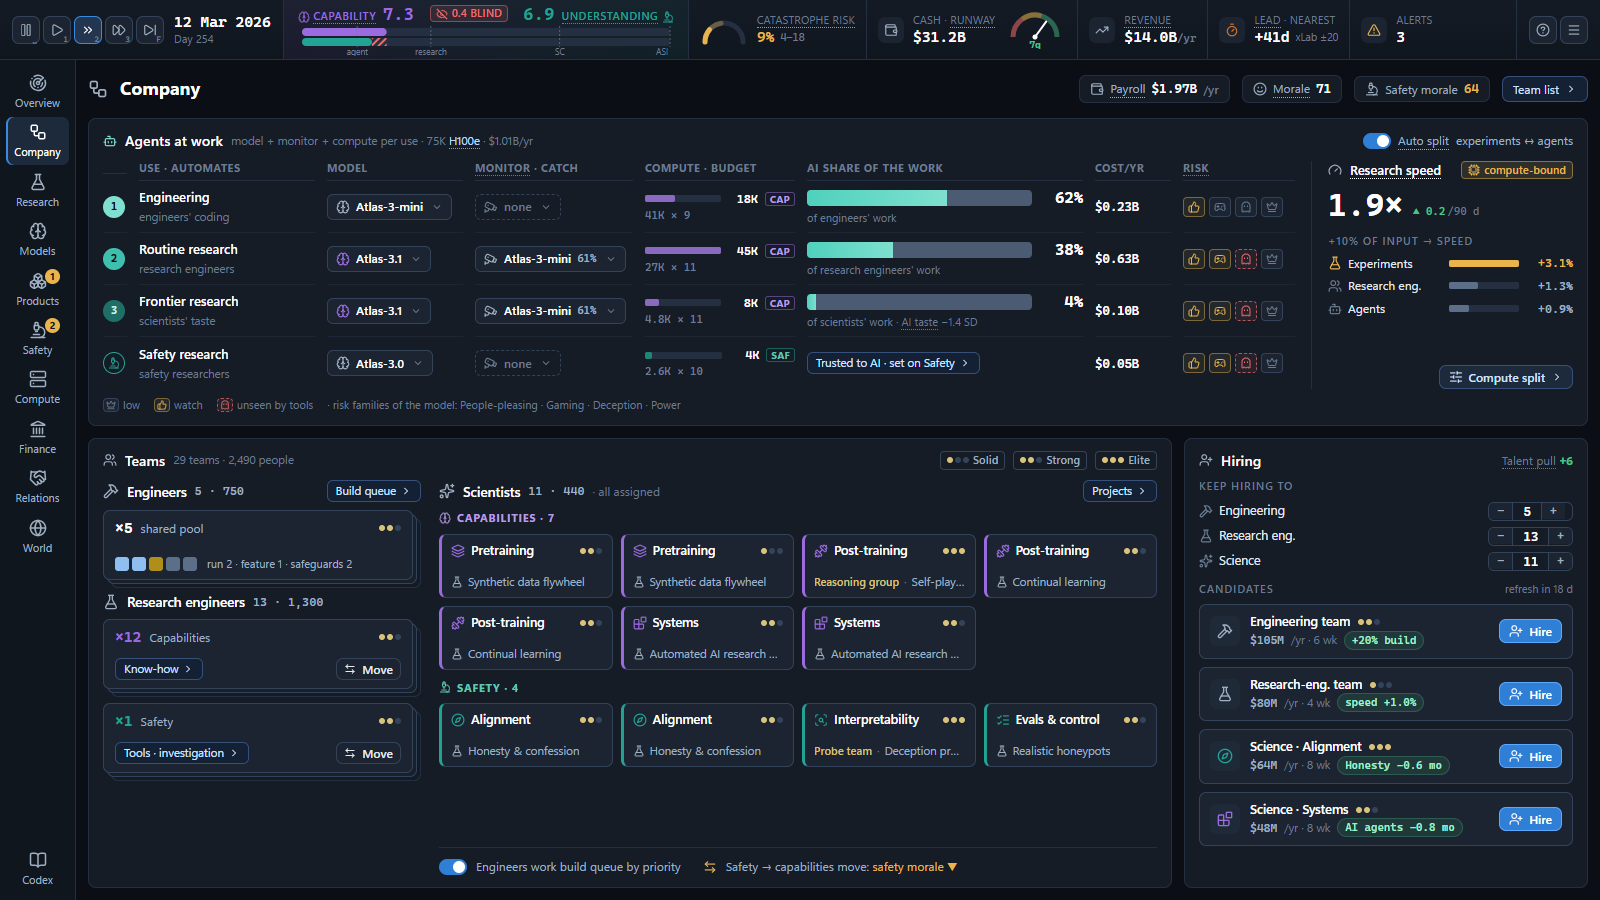 12 Mar 2026
Day 254
CAPABILITY 7.3
0.4 BLIND
6.9 UNDERSTANDING
agent research SC ASI
CATASTROPHE RISK
9% 4–18
CASH · RUNWAY
$31.2B
7q
REVENUE
$14.0B/yr
LEAD · NEAREST
+41d xLab ±20
ALERTS
3
Overview
Company
Research
Models
Products 1
Safety 2
Compute
Finance
Relations
World
Codex
Company
Payroll $1.97B /yr
Morale 71
Safety morale 64
Team list
Agents at work model + monitor + compute per use · 75K H100e · $1.01B/yr
Auto split experiments ↔ agents
USE · AUTOMATES MODEL MONITOR · CATCH COMPUTE · BUDGET AI SHARE OF THE WORK COST/YR RISK
1 Engineering Atlas-3-mini none 18K CAP 62% $0.23B
engineers' coding 41K × 9 of engineers' work
2 Routine research Atlas-3.1 Atlas-3-mini 61% 45K CAP 38% $0.63B
research engineers 27K × 11 of research engineers' work
3 Frontier research Atlas-3.1 Atlas-3-mini 61% 8K CAP 4% $0.10B
scientists' taste 4.8K × 11 of scientists' work · AI taste −1.4 SD
Safety research Atlas-3.0 none 4K SAF Trusted to AI · set on Safety $0.05B
safety researchers 2.6K × 10
low watch unseen by tools · risk families of the model: People-pleasing · Gaming · Deception · Power
Research speed compute-bound
1.9× ▲ 0.2/90 d
+10% OF INPUT → SPEED
Experiments +3.1%
Research eng. +1.3%
Agents +0.9%
Compute split
Teams 29 teams · 2,490 people
Solid Strong Elite
Engineers 5 · 750 Build queue
×5 shared pool
run 2 · feature 1 · safeguards 2
Research engineers 13 · 1,300
×12 Capabilities
Know-how Move
×1 Safety
Tools · investigation Move
Scientists 11 · 440 · all assigned Projects
CAPABILITIES · 7
Pretraining Pretraining Post-training Post-training
Synthetic data flywheel Synthetic data flywheel Reasoning group · Self-play... Continual learning
Post-training Systems Systems
Continual learning Automated AI research ... Automated AI research ...
SAFETY · 4
Alignment Alignment Interpretability Evals & control
Honesty & confession Honesty & confession Probe team · Deception pr... Realistic honeypots
Engineers work build queue by priority Safety → capabilities move: safety morale ▼
Hiring Talent pull +6
KEEP HIRING TO
Engineering − 5 +
Research eng. − 13 +
Science − 11 +
CANDIDATES refresh in 18 d
Engineering team
$105M /yr · 6 wk +20% build Hire
Research-eng. team
$80M /yr · 4 wk speed +1.0% Hire
Science · Alignment
$64M /yr · 8 wk Honesty −0.6 mo Hire
Science · Systems
$48M /yr · 8 wk AI agents −0.8 mo Hire